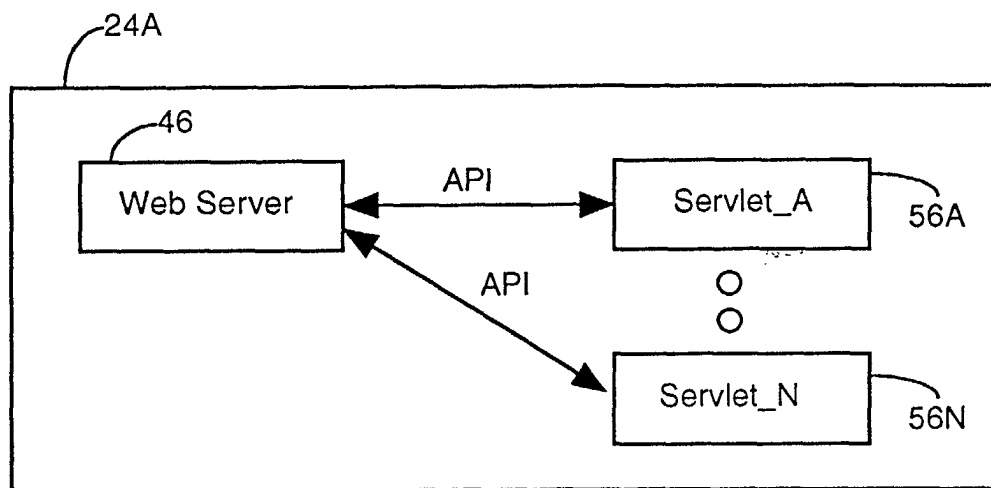 24A
46
Web Server
API
Servlet_A
56A
API
Servlet_N
56N